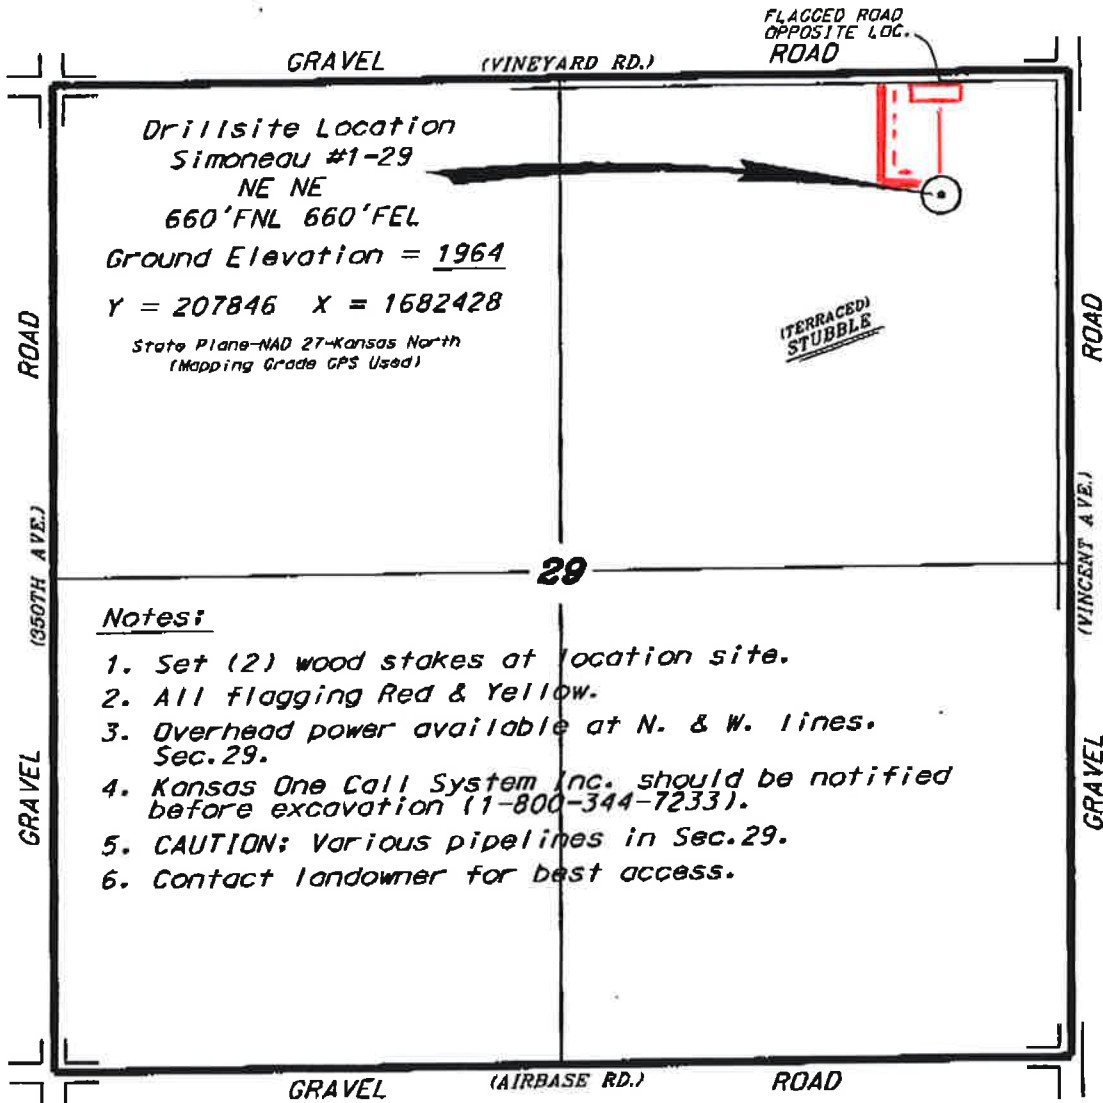 FLAGGED ROAD
OPPOSITE LOC.
GRAVEL (VINEYARD RD.) ROAD
Drillsite Location
Simoneau #1-29
NE NE
660'FNL 660'FEL
Ground Elevation = 1964
Y = 207846 X = 1682428
State Plane-NAD 27-Kansas North
(Mapping Grade GPS Used)
(TERRACED)
STUBBLE
ROAD
(350TH AVE.)
GRAVEL
ROAD
(VINCENT AVE.)
GRAVEL
29
Notes:
1. Set (2) wood stakes at location site.
2. All flagging Red & Yellow.
3. Overhead power available at N. & W. lines.
Sec.29.
4. Kansas One Call System Inc. should be notified
before excavation (1-800-344-7233).
5. CAUTION: Various pipelines in Sec.29.
6. Contact landowner for best access.
GRAVEL (AIRBASE RD.) ROAD